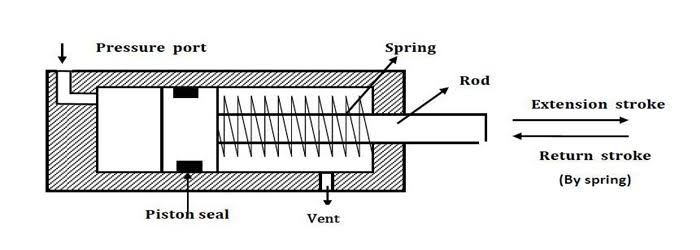 Pressure port
Spring
Rod
Extension stroke
Return stroke
(By spring)
Piston seal
Vent